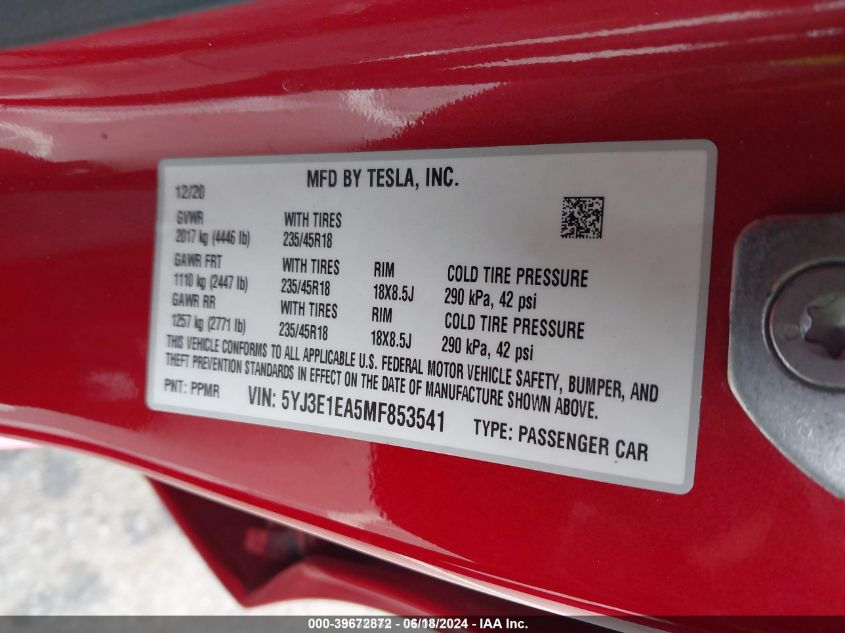 MFD BY TESLA, INC.
12/20
GVWR WITH TIRES
2017 kg (4446 lb) 235/45R18
GAWR FRT WITH TIRES RIM COLD TIRE PRESSURE
1110 kg (2447 lb) 235/45R18 18X8.5J 290 kPa, 42 psi
GAWR RR WITH TIRES RIM COLD TIRE PRESSURE
1257 kg (2771 lb) 235/45R18 18X8.5J 290 kPa, 42 psi
THIS VEHICLE CONFORMS TO ALL APPLICABLE U.S. FEDERAL MOTOR VEHICLE SAFETY, BUMPER, AND
THEFT PREVENTION STANDARDS IN EFFECT ON THE DATE OF MANUFACTURE SHOWN ABOVE.
PNT: PPMR VIN: 5YJ3E1EA5MF853541 TYPE: PASSENGER CAR
000-39672872 - 06/18/2024 - IAA Inc.